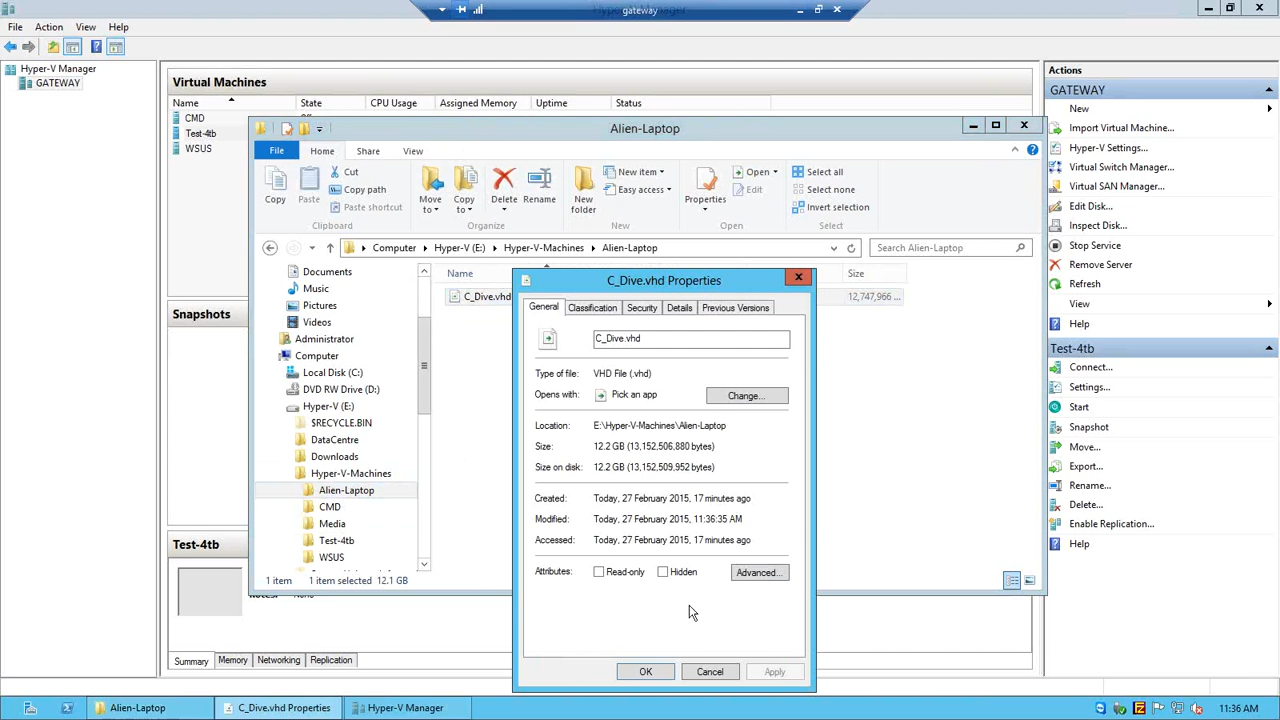 gateway
File Action View Help
Hyper-V Manager
GATEWAY
Virtual Machines
Name State CPU Usage Assigned Memory Uptime Status
CMD
Test-4tb
WSUS
Snapshots
Test-4tb
None
Summary Memory Networking Replication
Alien-Laptop
File Home Share View
Copy
Paste
Cut
Copy path
Paste shortcut
Clipboard
Move to
Copy to
Delete
Rename
Organize
New folder
New item
Easy access
New
Properties
Open
Edit
Open
Select all
Select none
Invert selection
Select
Computer Hyper-V (E:) Hyper-V-Machines Alien-Laptop
Search Alien-Laptop
Documents
Music
Pictures
Videos
Administrator
Computer
Local Disk (C:)
DVD RW Drive (D:)
Hyper-V (E:)
$RECYCLE.BIN
DataCentre
Downloads
Hyper-V-Machines
Alien-Laptop
CMD
Media
Test-4tb
WSUS
Name Size
C_Dive.vhd 12,747,966 ...
1 item 1 item selected 12.1 GB
C_Dive.vhd Properties
General Classification Security Details Previous Versions
C_Dive.vhd
Type of file: VHD File (.vhd)
Opens with: Pick an app Change...
Location: E:\Hyper-V-Machines\Alien-Laptop
Size: 12.2 GB (13,152,506,880 bytes)
Size on disk: 12.2 GB (13,152,509,952 bytes)
Created: Today, 27 February 2015, 17 minutes ago
Modified: Today, 27 February 2015, 11:36:35 AM
Accessed: Today, 27 February 2015, 17 minutes ago
Attributes: Read-only Hidden Advanced...
OK Cancel Apply
Actions
GATEWAY
New
Import Virtual Machine...
Hyper-V Settings...
Virtual Switch Manager...
Virtual SAN Manager...
Edit Disk...
Inspect Disk...
Stop Service
Remove Server
Refresh
View
Help
Test-4tb
Connect...
Settings...
Start
Snapshot
Move...
Export...
Rename...
Delete...
Enable Replication...
Help
Alien-Laptop C_Dive.vhd Properties Hyper-V Manager 11:36 AM